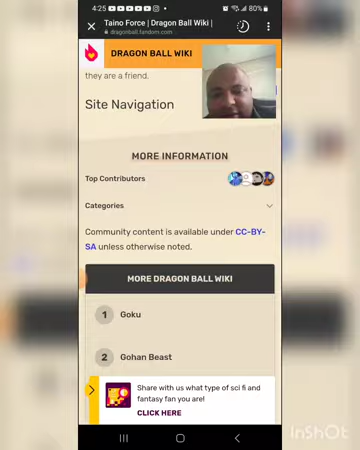 4:25
80%
Taino Force | Dragon Ball Wiki |
dragonball.fandom.com
DRAGON BALL WIKI
they are a friend.
Site Navigation
MORE INFORMATION
Top Contributors
Categories
Community content is available under CC-BY-
SA unless otherwise noted.
MORE DRAGON BALL WIKI
1 Goku
2 Gohan Beast
Share with us what type of sci fi and
fantasy fan you are!
CLICK HERE
InShOt